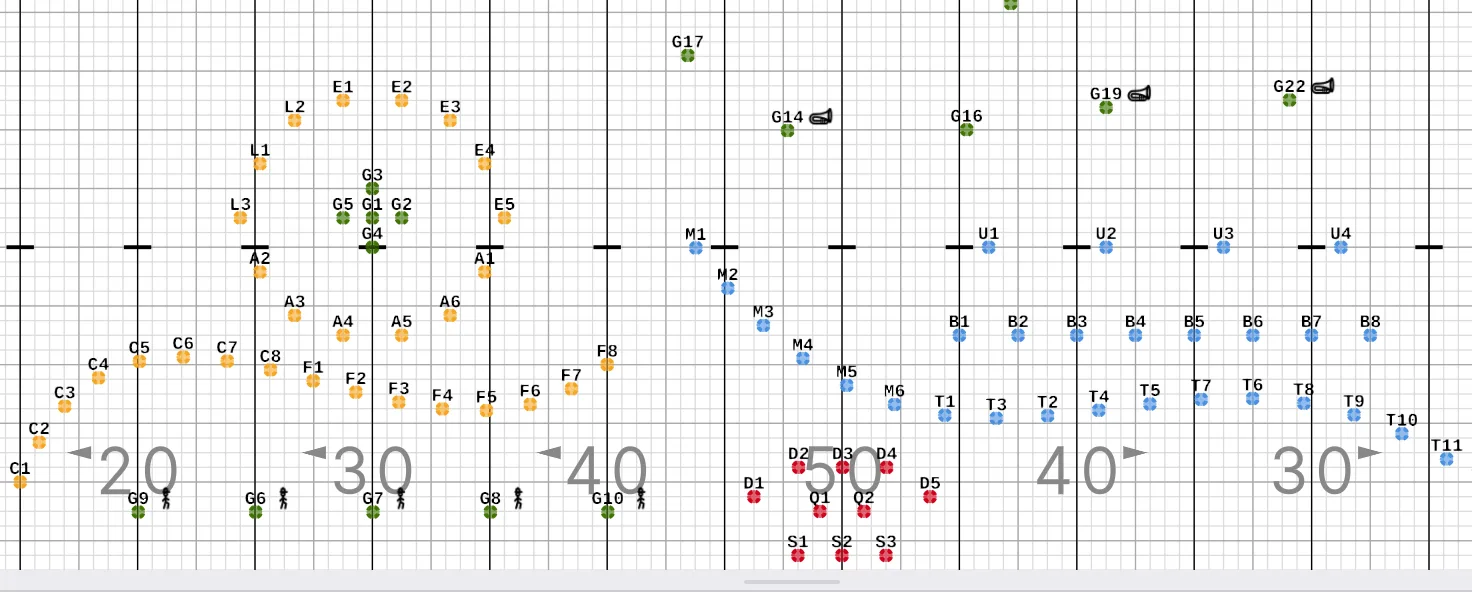 G17
E1 E2
L2 E3
G14 G19 G22
G16
L1 E4
G3
L3 G5 G1 G2 E5
G4 M1 U1 U2 U3 U4
A2 A1
M2
A3 A6
M3
A4 A5 B1 B2 B3 B4 B5 B6 B7 B8
C5 C6 C7 C8 M4 F8
C4 F1 F2 F7 M5
C3 F3 F4 F5 F6 M6 T1 T3 T2 T4 T5 T7 T6 T8 T9
C2 T10
20 30 40 50 40 30
C1 D2 D3 D4 T11
D1 D5
G9 G6 G7 G8 G10 Q1 Q2
S1 S2 S3